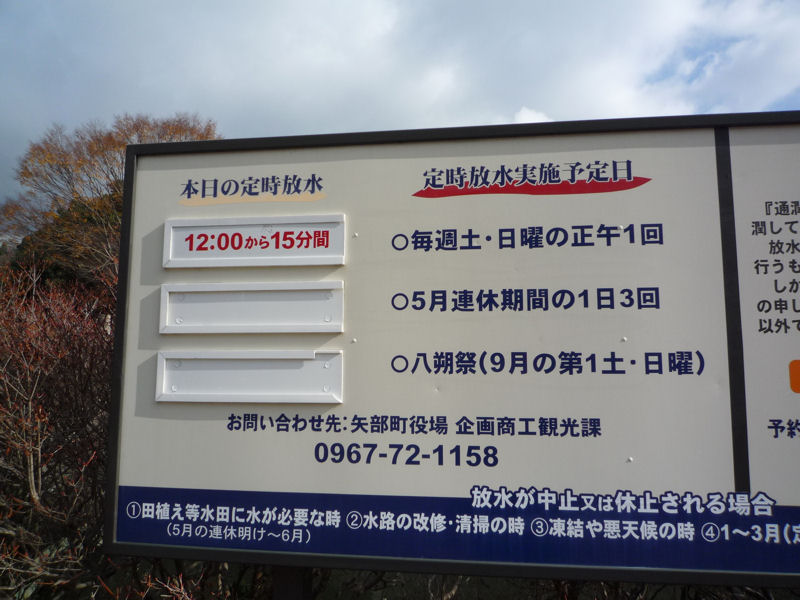 本日の定時放水
12:00から15分間
定時放水実施予定日
○毎週土・日曜の正午1回
○5月連休期間の1日3回
○八朔祭(9月の第1土・日曜)
お問い合わせ先:矢部町役場 企画商工観光課
0967-72-1158
放水が中止又は休止される場合
①田植え等水田に水が必要な時 ②水路の改修・清掃の時 ③凍結や悪天候の時 ④1〜3月(定
(5月の連休明け〜6月)
『通潤
潤して
放水
行うも
しか
の申し
以外で
予約